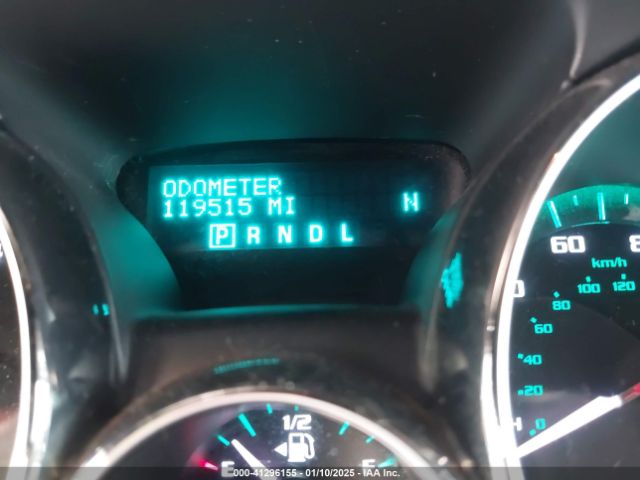 ODOMETER
119515 MI N
P R N D L
60
km/h
80 100 120
60
40
20
0
1/2
E F
000-41296155 - 01/10/2025 - IAA Inc.